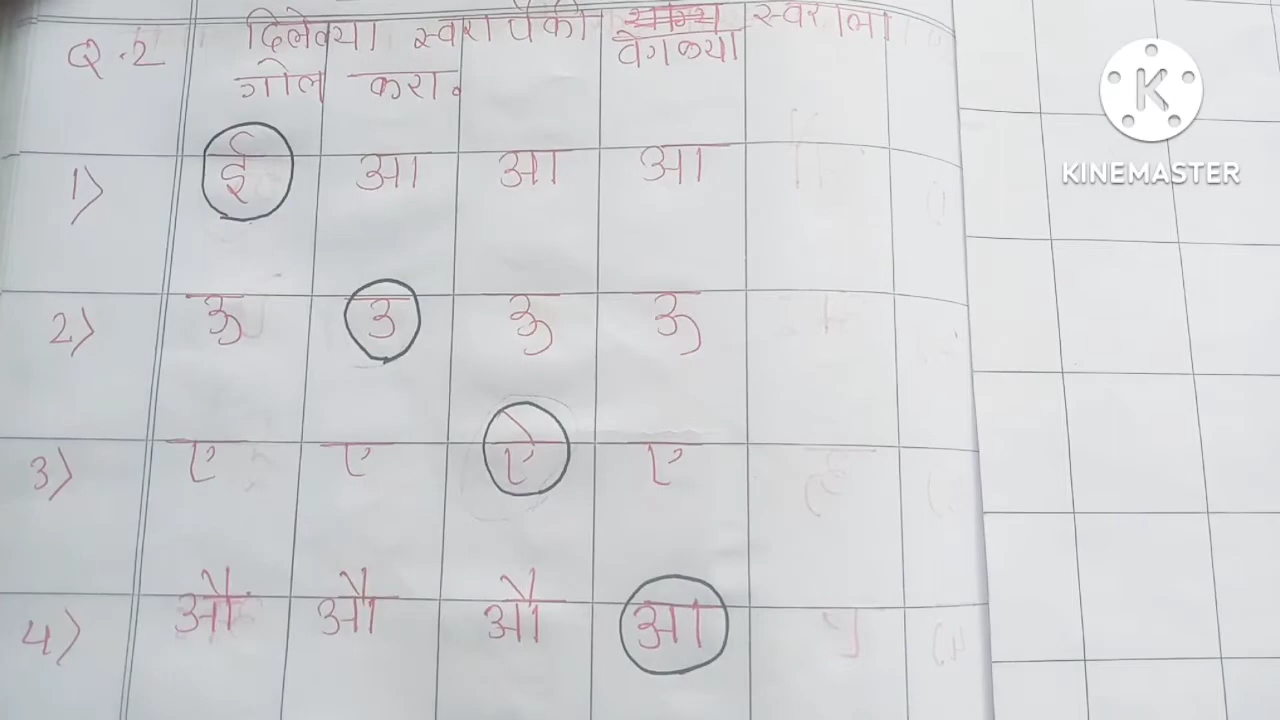 Q.2 दिलेल्या स्वरांपैकी वेगळ्या स्वराला
गोल करा.
1) ई आ आ आ
2) ऊ उ ऊ ऊ
3) ए ए ऐ ए
4) औ औ औ आ
K
KINEMASTER